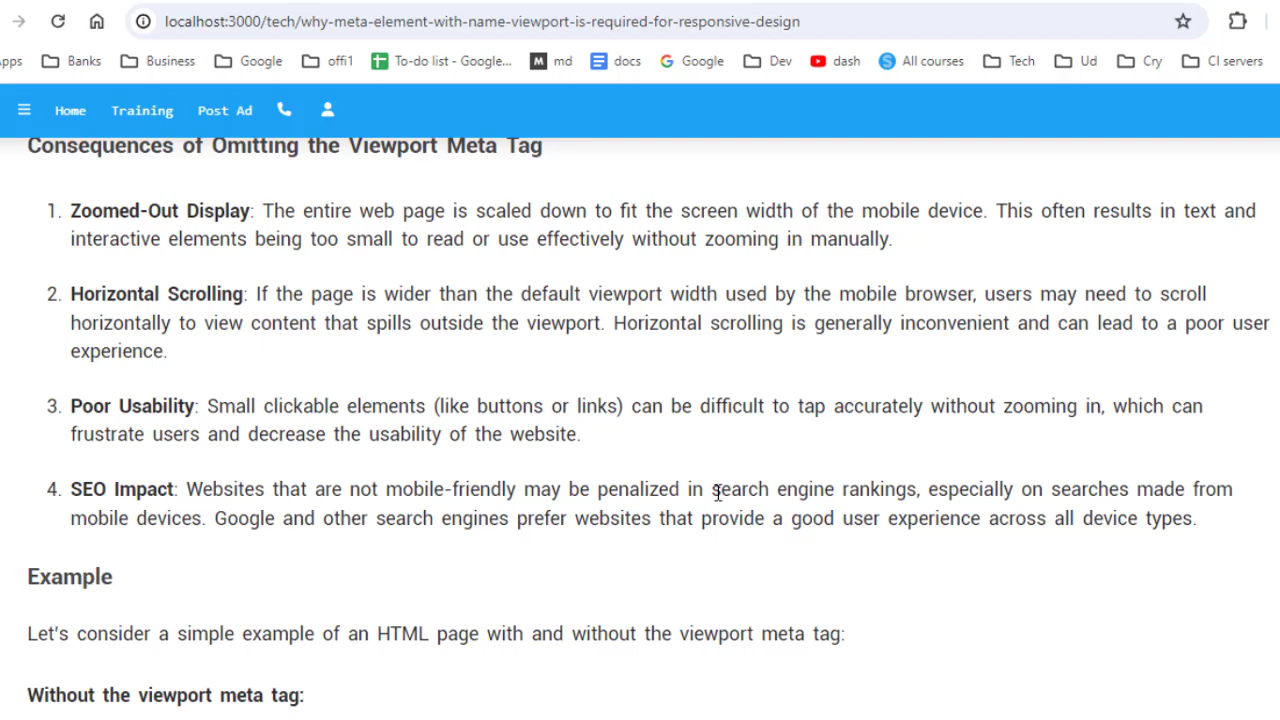 localhost:3000/tech/why-meta-element-with-name-viewport-is-required-for-responsive-design
pps Banks Business Google offi1 To-do list - Google... M md docs G Google Dev dash S All courses Tech Ud Cry CI servers
Home Training Post Ad
Consequences of Omitting the Viewport Meta Tag
1. Zoomed-Out Display: The entire web page is scaled down to fit the screen width of the mobile device. This often results in text and
interactive elements being too small to read or use effectively without zooming in manually.
2. Horizontal Scrolling: If the page is wider than the default viewport width used by the mobile browser, users may need to scroll
horizontally to view content that spills outside the viewport. Horizontal scrolling is generally inconvenient and can lead to a poor user
experience.
3. Poor Usability: Small clickable elements (like buttons or links) can be difficult to tap accurately without zooming in, which can
frustrate users and decrease the usability of the website.
4. SEO Impact: Websites that are not mobile-friendly may be penalized in search engine rankings, especially on searches made from
mobile devices. Google and other search engines prefer websites that provide a good user experience across all device types.
Example
Let's consider a simple example of an HTML page with and without the viewport meta tag:
Without the viewport meta tag: